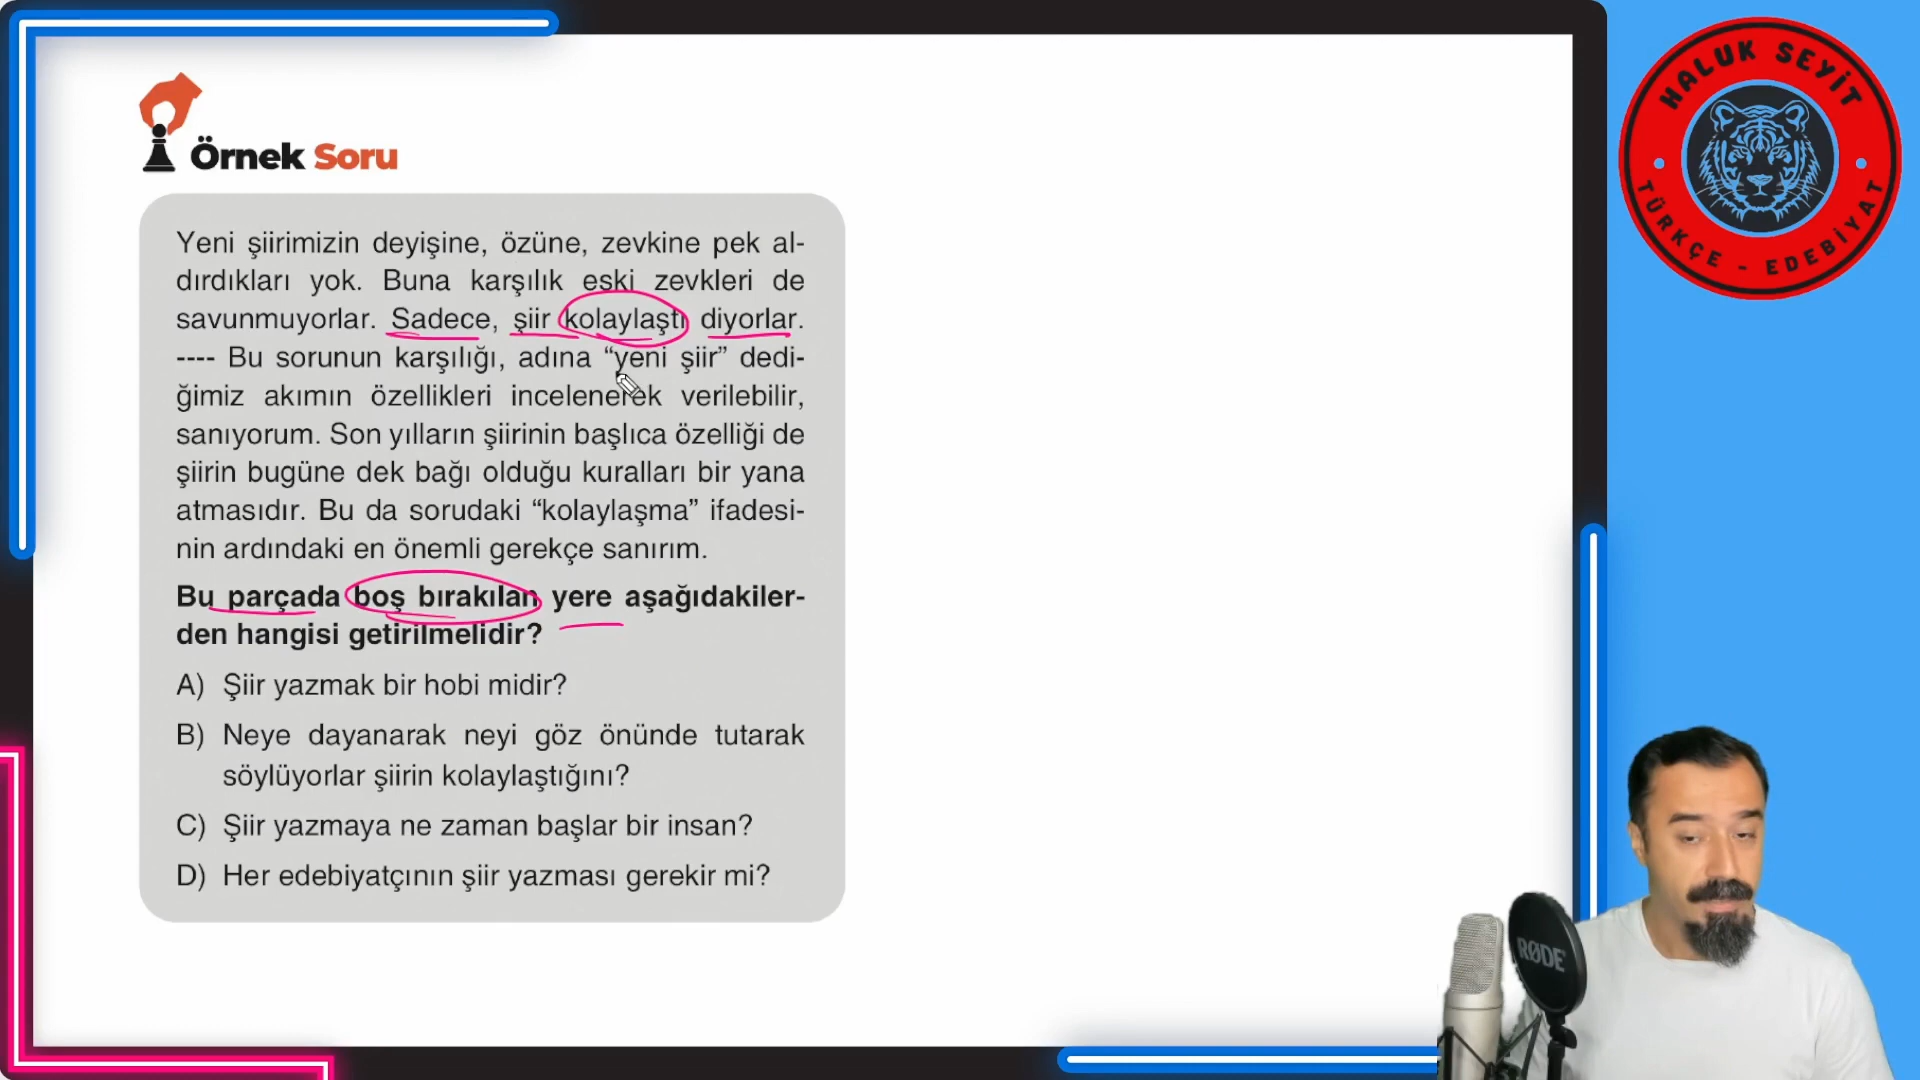 Örnek Soru
Yeni şiirimizin deyişine, özüne, zevkine pek al-
dırdıkları yok. Buna karşılık eski zevkleri de
savunmuyorlar. Sadece, şiir kolaylaştı diyorlar.
---- Bu sorunun karşılığı, adına “yeni şiir” dedi-
ğimiz akımın özellikleri incelenerek verilebilir,
sanıyorum. Son yılların şiirinin başlıca özelliği de
şiirin bugüne dek bağı olduğu kuralları bir yana
atmasıdır. Bu da sorudaki “kolaylaşma” ifadesi-
nin ardındaki en önemli gerekçe sanırım.
Bu parçada boş bırakılan yere aşağıdakiler-
den hangisi getirilmelidir?
A) Şiir yazmak bir hobi midir?
B) Neye dayanarak neyi göz önünde tutarak
söylüyorlar şiirin kolaylaştığını?
C) Şiir yazmaya ne zaman başlar bir insan?
D) Her edebiyatçının şiir yazması gerekir mi?
HALUK SEYİT
TÜRKÇE - EDEBİYAT
RØDE